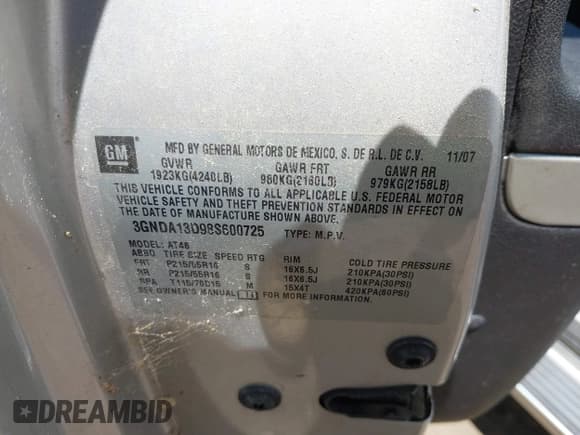 GM
MFD BY GENERAL MOTORS DE MEXICO, S. DE R.L. DE C.V. 11/07
GVWR GAWR FRT GAWR RR
1923KG(4240LB) 980KG(2160LB) 979KG(2158LB)
THIS VEHICLE CONFORMS TO ALL APPLICABLE U.S. FEDERAL MOTOR
VEHICLE SAFETY AND THEFT PREVENTION STANDARDS IN EFFECT ON
THE DATE OF MANUFACTURE SHOWN ABOVE.
3GNDA13D98S600725 TYPE: M.P.V.
MODEL: AT46
TIRE SIZE SPEED RTG RIM COLD TIRE PRESSURE
FRT P215/55R16 S 16X6.5J 210KPA(30PSI)
RR P215/55R16 S 16X6.5J 210KPA(30PSI)
SPA T115/70D15 M 15X4T 420KPA(60PSI)
SEE OWNER'S MANUAL FOR MORE INFORMATION.
DREAMBID